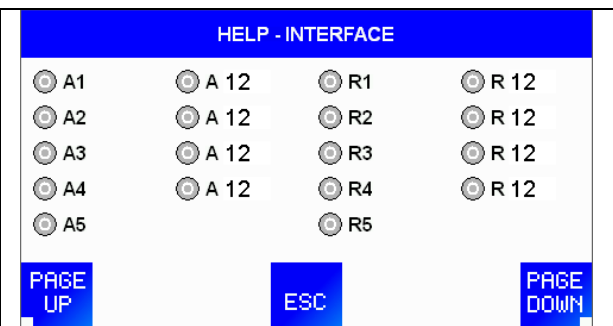 HELP - INTERFACE
A1 A 12 R1 R 12
A2 A 12 R2 R 12
A3 A 12 R3 R 12
A4 A 12 R4 R 12
A5 R5
PAGE UP ESC PAGE DOWN